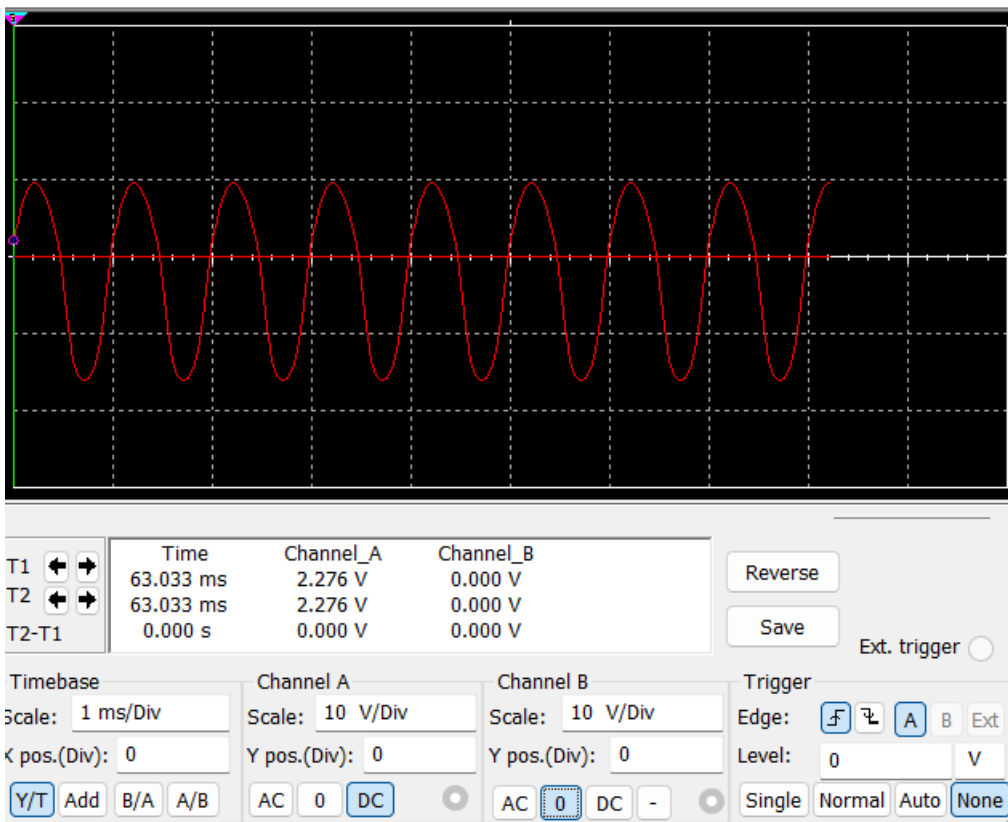 Time Channel_A Channel_B
T1 63.033 ms 2.276 V 0.000 V
T2 63.033 ms 2.276 V 0.000 V
T2-T1 0.000 s 0.000 V 0.000 V
Reverse
Save
Ext. trigger
Timebase
Scale: 1 ms/Div
X pos.(Div): 0
Y/T Add B/A A/B
Channel A
Scale: 10 V/Div
Y pos.(Div): 0
AC 0 DC
Channel B
Scale: 10 V/Div
Y pos.(Div): 0
AC 0 DC -
Trigger
Edge: A B Ext
Level: 0 V
Single Normal Auto None